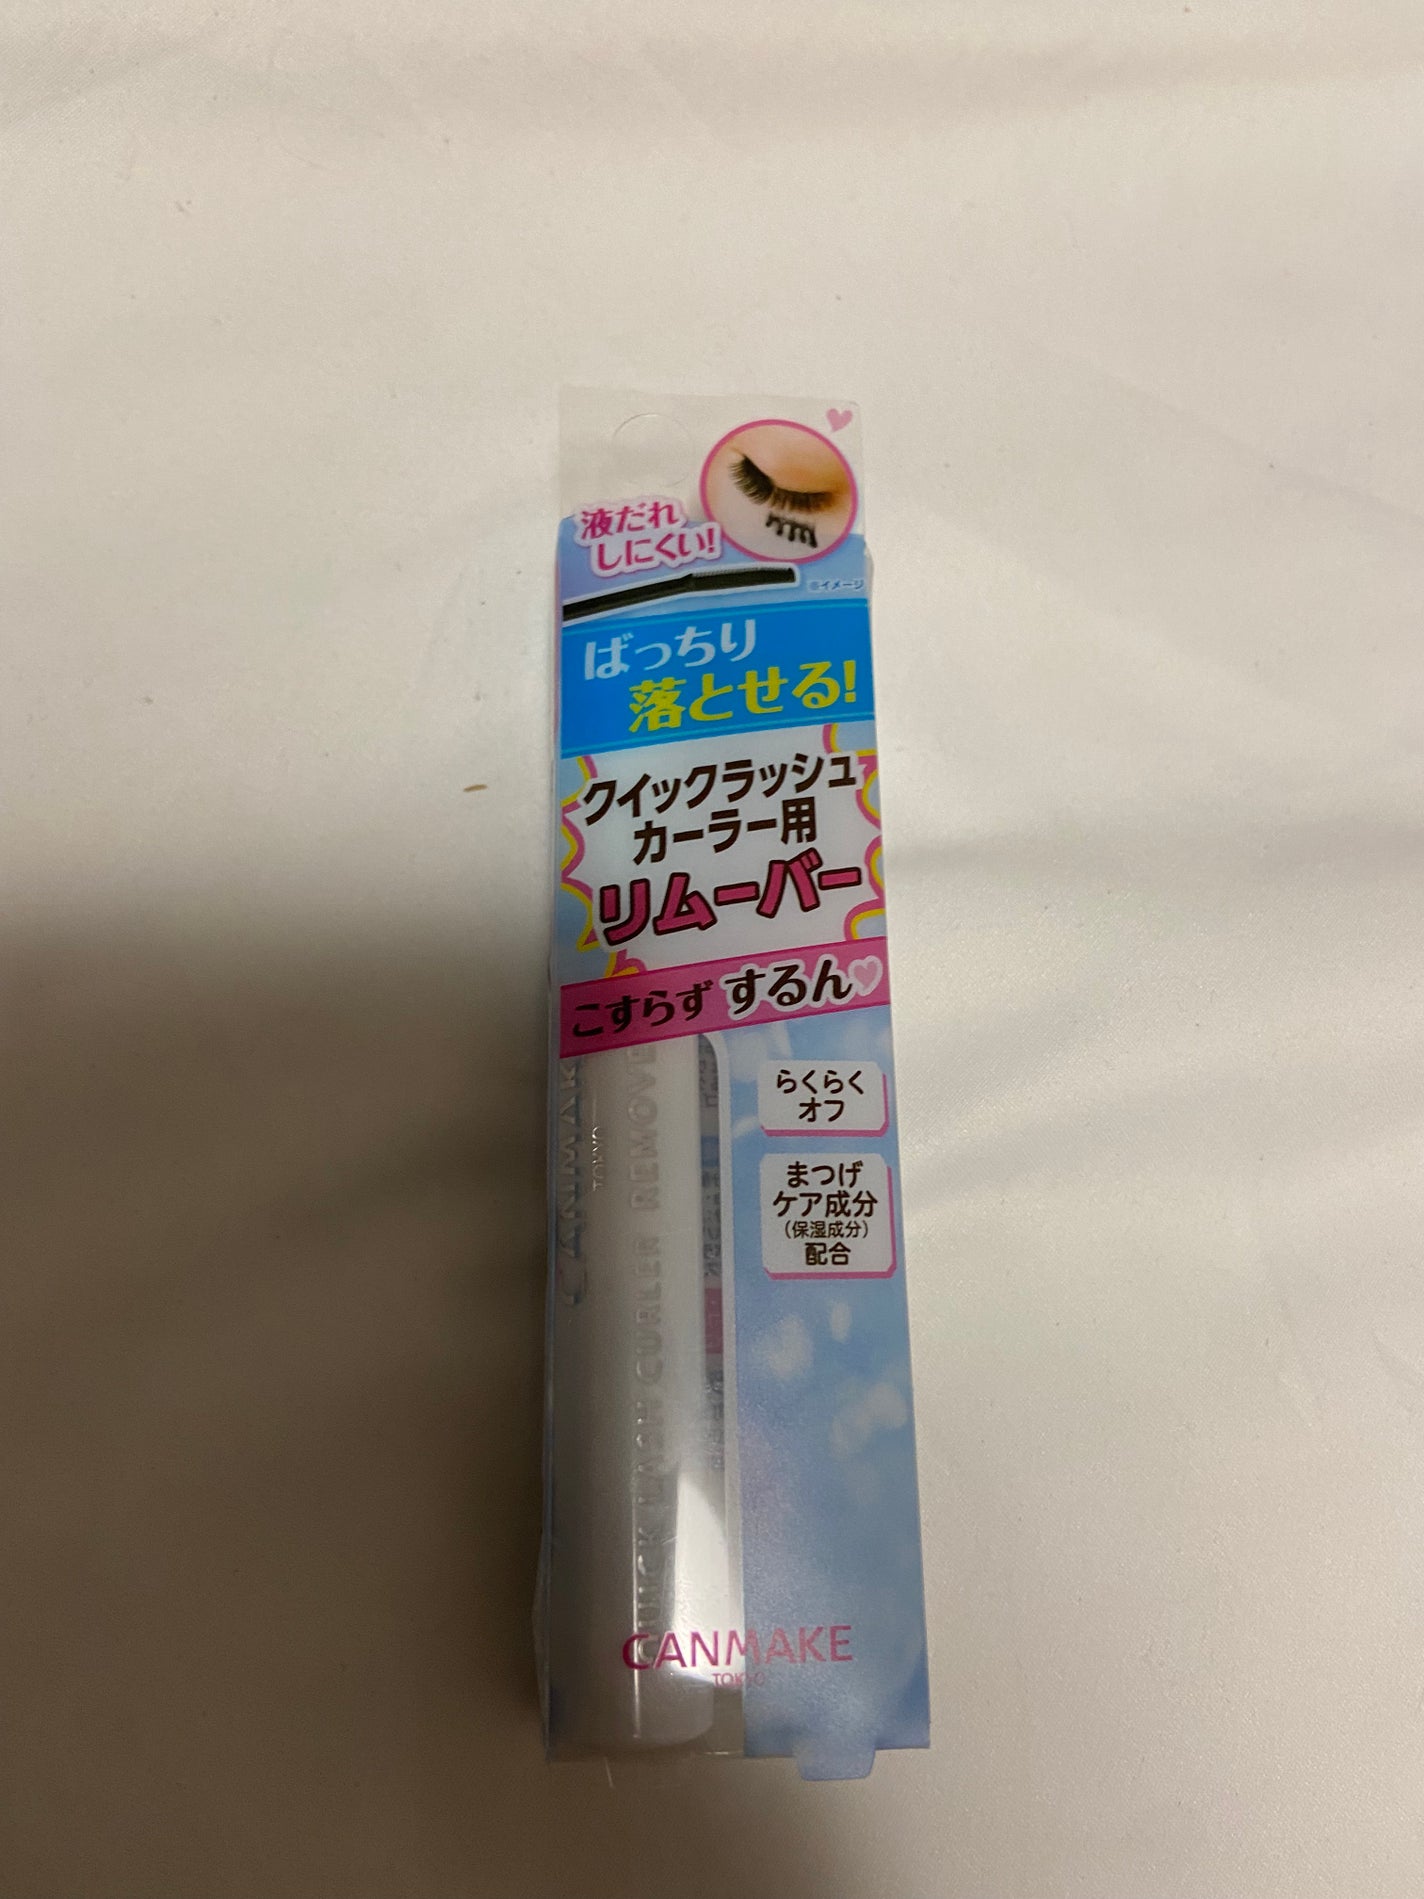 液だれ
しにくい!
※イメージ
ばっちり
落とせる!
クイックラッシュ
カーラー用
リムーバー
こすらず するん♡
らくらく
オフ
まつげ
ケア成分
(保湿成分)
配合
CANMAKE
TOKYO
QUICK LASH CURLER REMOVER
CANMAKE
TOKYO